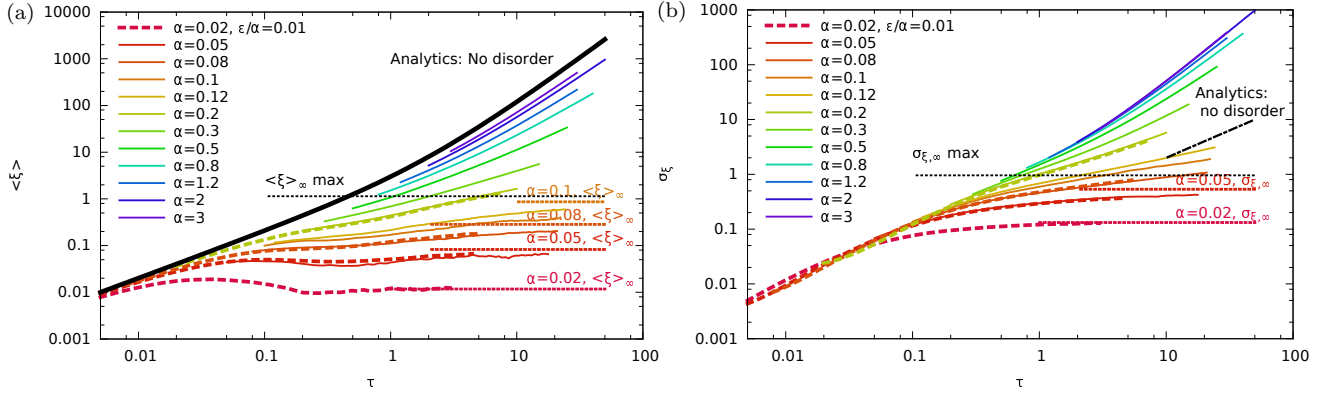 (a)
10000
1000
100
10
1
0.1
0.01
0.001
<ξ>
α=0.02, ε/α=0.01
α=0.05
α=0.08
α=0.1
α=0.12
α=0.2
α=0.3
α=0.5
α=0.8
α=1.2
α=2
α=3
Analytics: No disorder
<ξ>∞ max
α=0.1, <ξ>∞
α=0.08, <ξ>∞
α=0.05, <ξ>∞
α=0.02, <ξ>∞
0.01
0.1
1
10
100
τ
(b)
1000
100
10
1
0.1
0.01
0.001
σξ
α=0.02, ε/α=0.01
α=0.05
α=0.08
α=0.1
α=0.12
α=0.2
α=0.3
α=0.5
α=0.8
α=1.2
α=2
α=3
Analytics:
no disorder
σξ,∞ max
α=0.05, σξ,∞
α=0.02, σξ,∞
0.01
0.1
1
10
100
τ